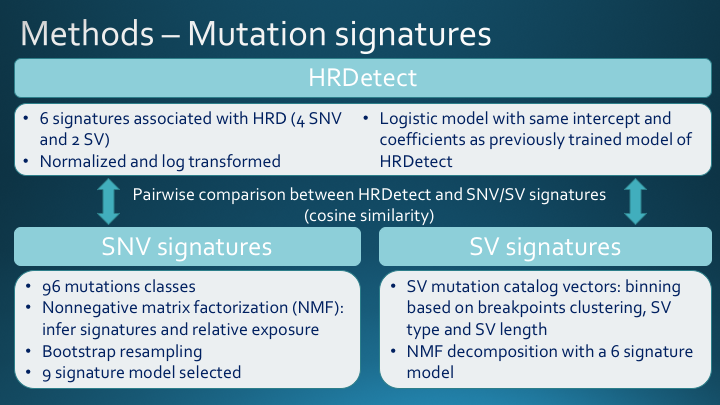 Methods – Mutation signatures
HRDetect
• 6 signatures associated with HRD (4 SNV
and 2 SV)
• Normalized and log transformed
• Logistic model with same intercept and
coefficients as previously trained model of
HRDetect
Pairwise comparison between HRDetect and SNV/SV signatures
(cosine similarity)
SNV signatures
• 96 mutations classes
• Nonnegative matrix factorization (NMF):
infer signatures and relative exposure
• Bootstrap resampling
• 9 signature model selected
SV signatures
• SV mutation catalog vectors: binning
based on breakpoints clustering, SV
type and SV length
• NMF decomposition with a 6 signature
model